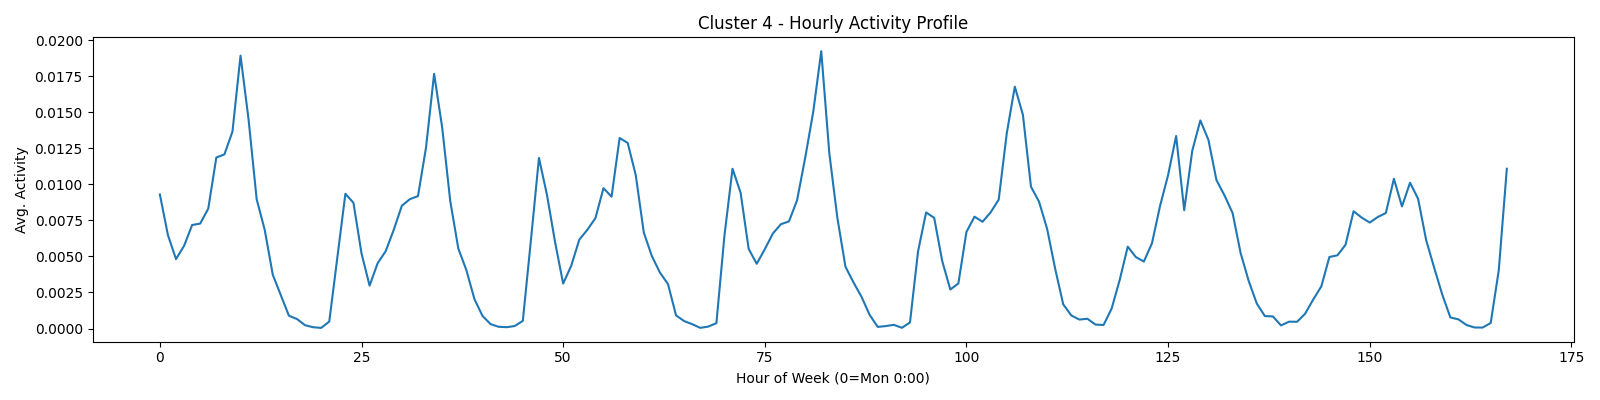 Cluster 4 - Hourly Activity Profile
Avg. Activity
0.0200
0.0175
0.0150
0.0125
0.0100
0.0075
0.0050
0.0025
0.0000
0 25 50 75 100 125 150 175
Hour of Week (0=Mon 0:00)